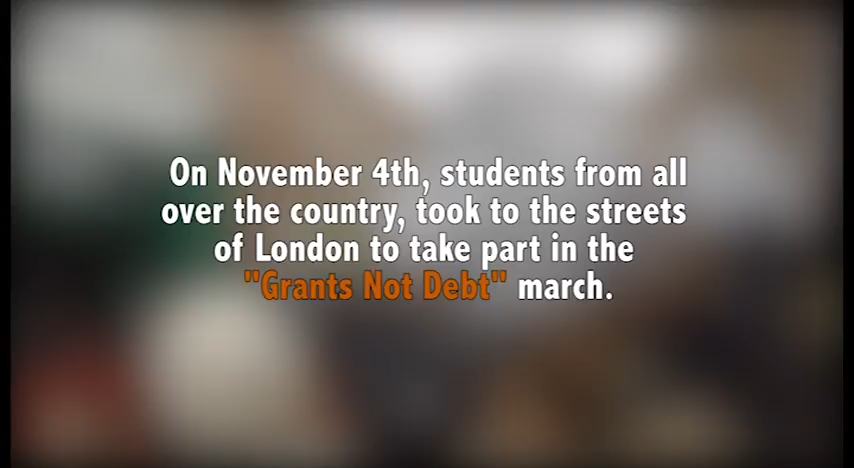 On November 4th, students from all
over the country, took to the streets
of London to take part in the
"Grants Not Debt" march.